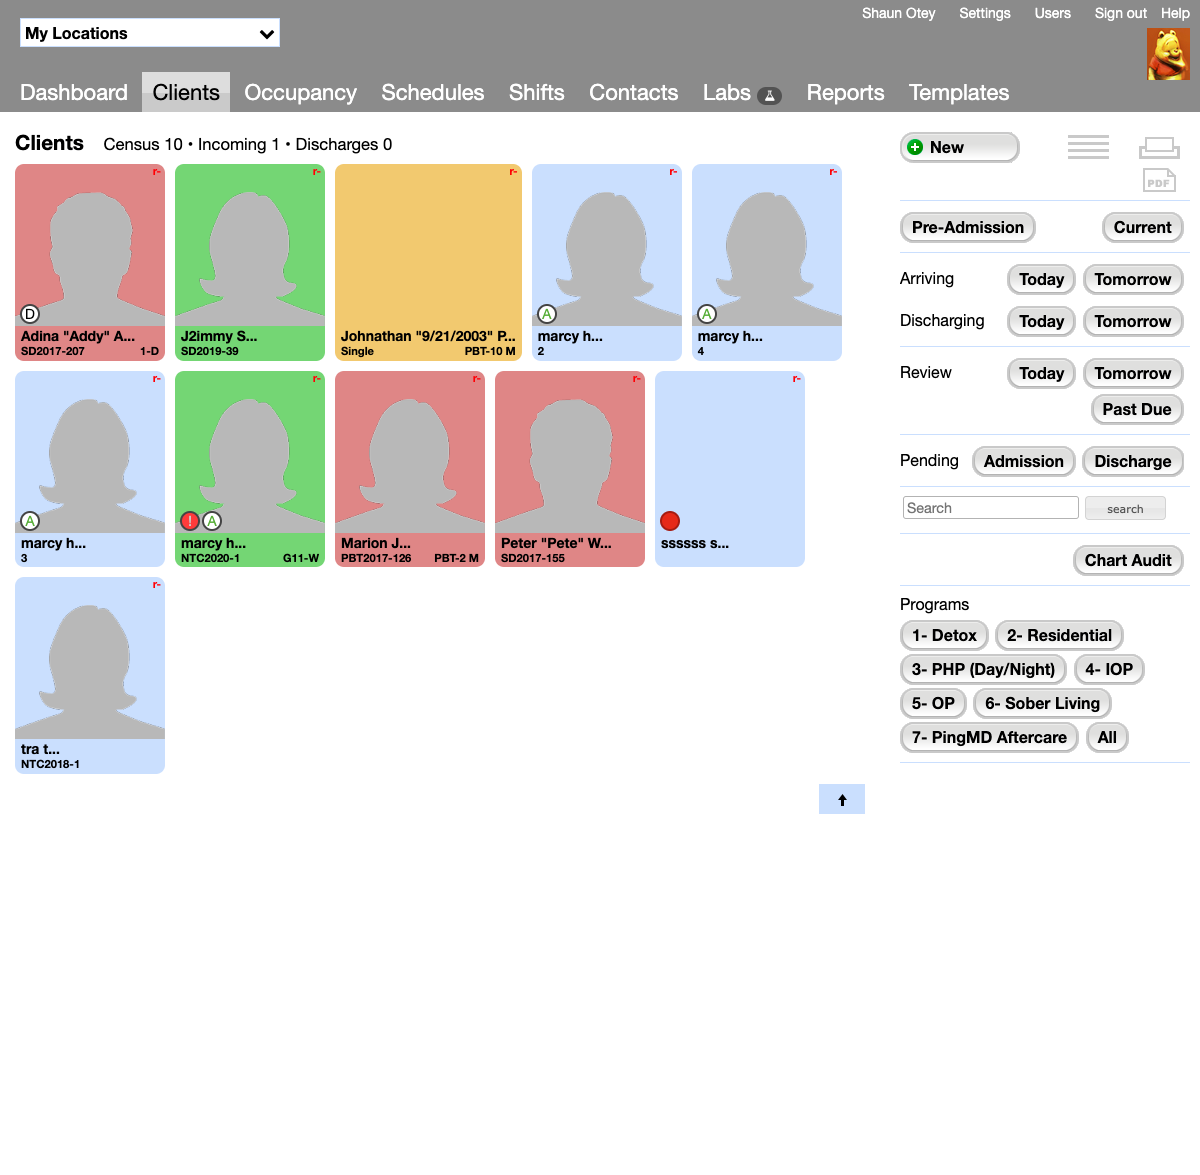 Shaun Otey Settings Users Sign out Help
My Locations
Dashboard Clients Occupancy Schedules Shifts Contacts Labs Reports Templates
Clients Census 10 • Incoming 1 • Discharges 0
r- r- r- r- r-
D A A
Adina "Addy" A... J2immy S... Johnathan "9/21/2003" P... marcy h... marcy h...
SD2017-207 1-D SD2019-39 Single PBT-10 M 2 4
r- r- r- r- r-
A ! A
marcy h... marcy h... Marion J... Peter "Pete" W... ssssss s...
3 NTC2020-1 G11-W PBT2017-126 PBT-2 M SD2017-155
r-
tra t...
NTC2018-1
New
PDF
Pre-Admission Current
Arriving Today Tomorrow
Discharging Today Tomorrow
Review Today Tomorrow
Past Due
Pending Admission Discharge
Search search
Chart Audit
Programs
1- Detox 2- Residential
3- PHP (Day/Night) 4- IOP
5- OP 6- Sober Living
7- PingMD Aftercare All